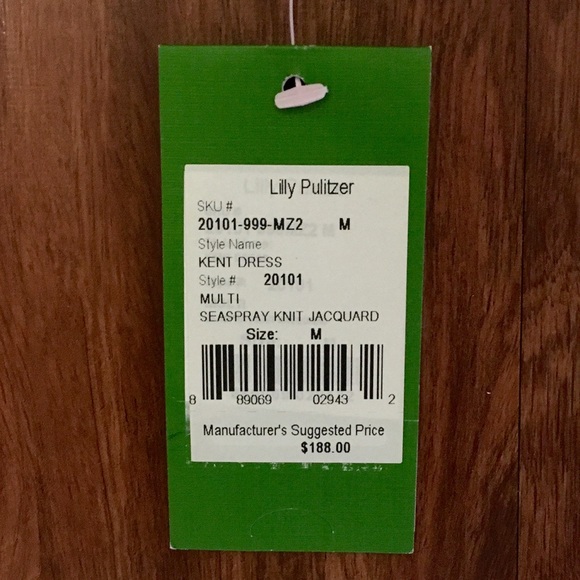 Lilly Pulitzer
SKU #
20101-999-MZ2 M
Style Name
KENT DRESS
Style # 20101
MULTI
SEASPRAY KNIT JACQUARD
Size: M
8 89069 02943 2
Manufacturer's Suggested Price
$188.00